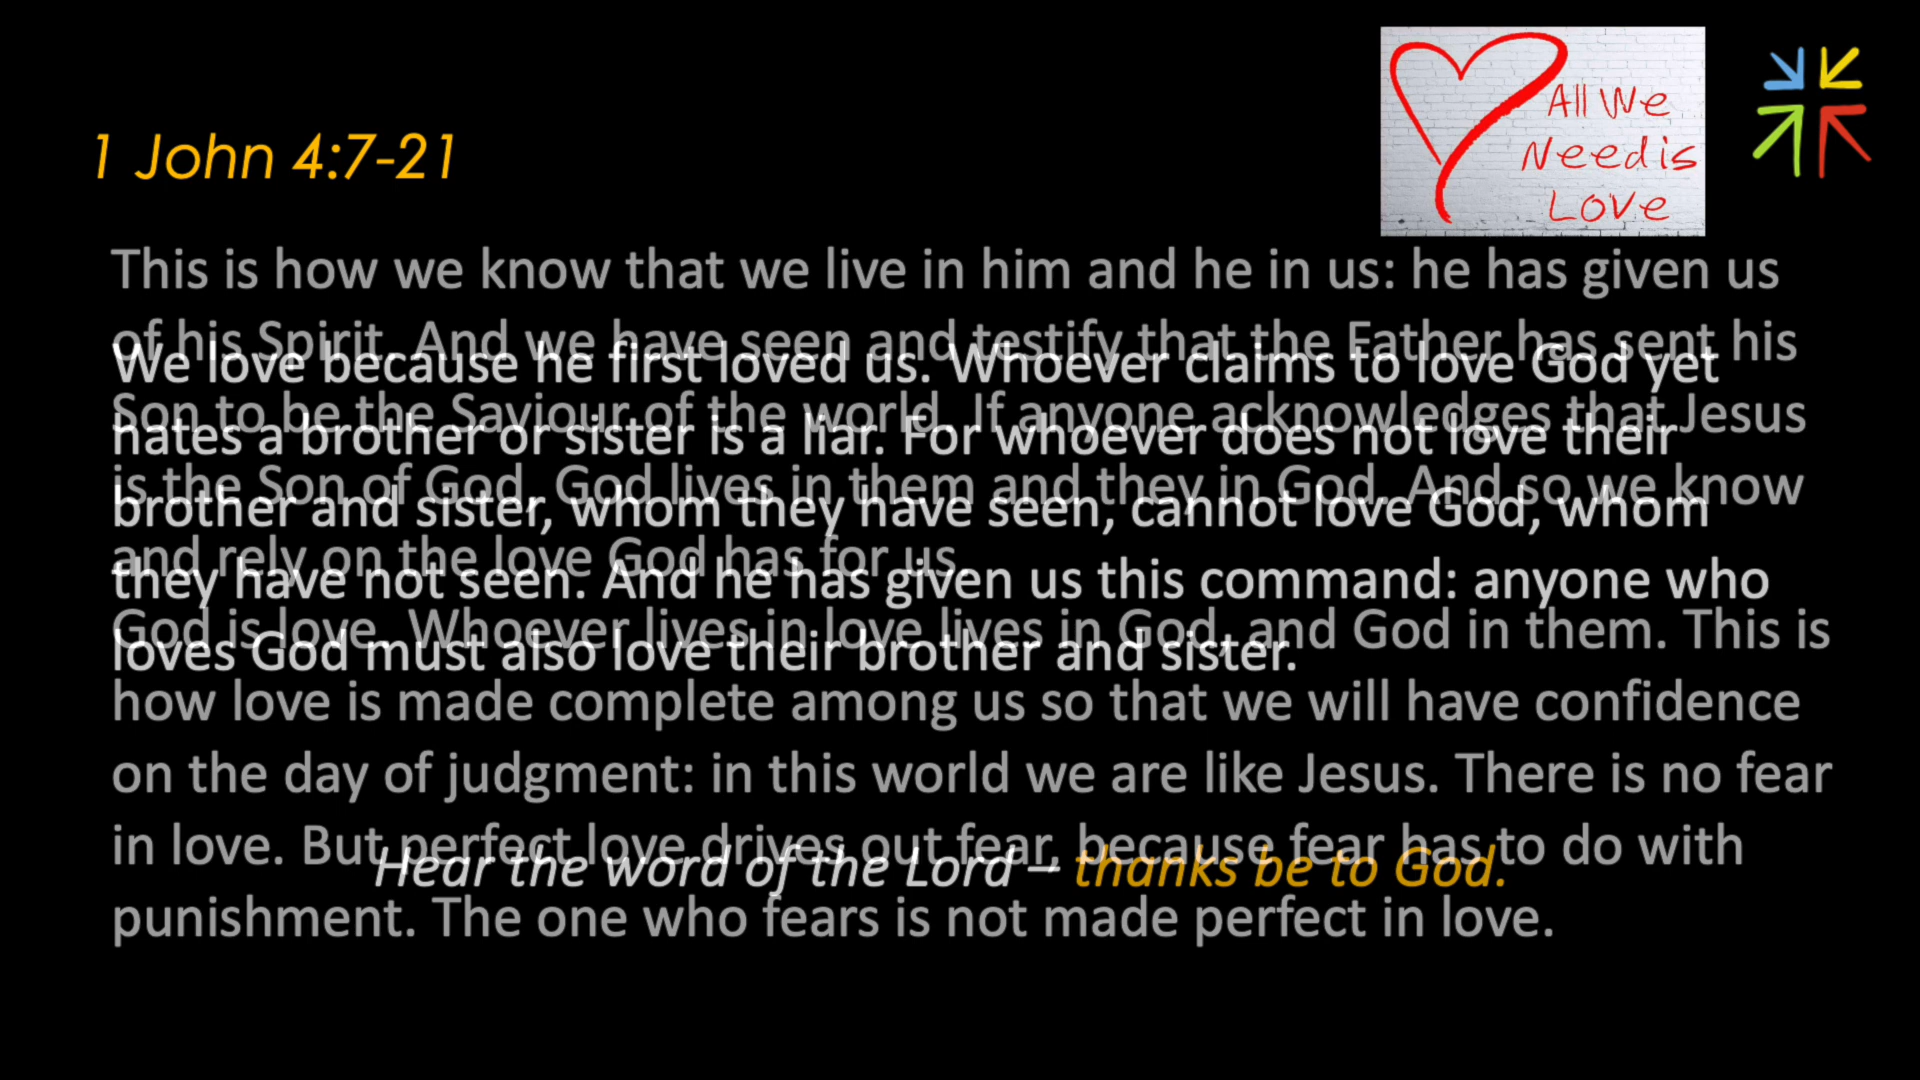 1 John 4:7-21
All We
Need is
Love
This is how we know that we live in him and he in us: he has given us
of his Spirit. And we have seen and testify that the Father has sent his
Son to be the Saviour of the world. If anyone acknowledges that Jesus
is the Son of God, God lives in them and they in God. And so we know
and rely on the love God has for us.
God is love. Whoever lives in love lives in God, and God in them. This is
how love is made complete among us so that we will have confidence
on the day of judgment: in this world we are like Jesus. There is no fear
in love. But perfect love drives out fear, because fear has to do with
punishment. The one who fears is not made perfect in love.
We love because he first loved us. Whoever claims to love God yet
hates a brother or sister is a liar. For whoever does not love their
brother and sister, whom they have seen, cannot love God, whom
they have not seen. And he has given us this command: anyone who
loves God must also love their brother and sister.
Hear the word of the Lord – thanks be to God.